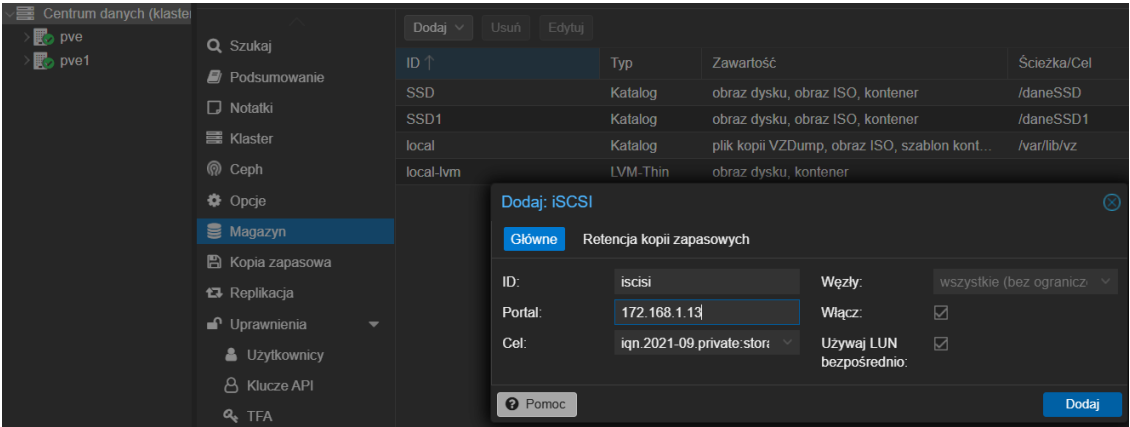 Centrum danych (klaster
pve
pve1
Szukaj
Podsumowanie
Notatki
Klaster
Ceph
Opcje
Magazyn
Kopia zapasowa
Replikacja
Uprawnienia
Użytkownicy
Klucze API
TFA
Dodaj Usuń Edytuj
ID Typ Zawartość Ścieżka/Cel
SSD Katalog obraz dysku, obraz ISO, kontener /daneSSD
SSD1 Katalog obraz dysku, obraz ISO, kontener /daneSSD1
local Katalog plik kopii VZDump, obraz ISO, szablon kont... /var/lib/vz
local-lvm LVM-Thin obraz dysku, kontener
Dodaj: iSCSI
Główne Retencja kopii zapasowych
ID: iscisi Węzły: wszystkie (bez ogranicz
Portal: 172.168.1.13 Włącz:
Cel: iqn.2021-09.private:stora Używaj LUN
bezpośrednio:
Pomoc Dodaj